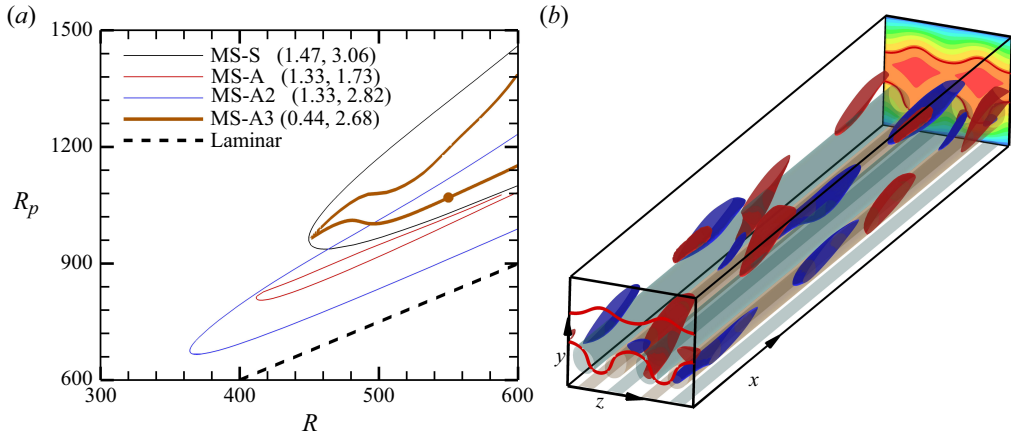 (a)
1500
1200
900
600
R_p
300
400
500
600
R
MS-S (1.47, 3.06)
MS-A (1.33, 1.73)
MS-A2 (1.33, 2.82)
MS-A3 (0.44, 2.68)
Laminar
(b)
y
z
x